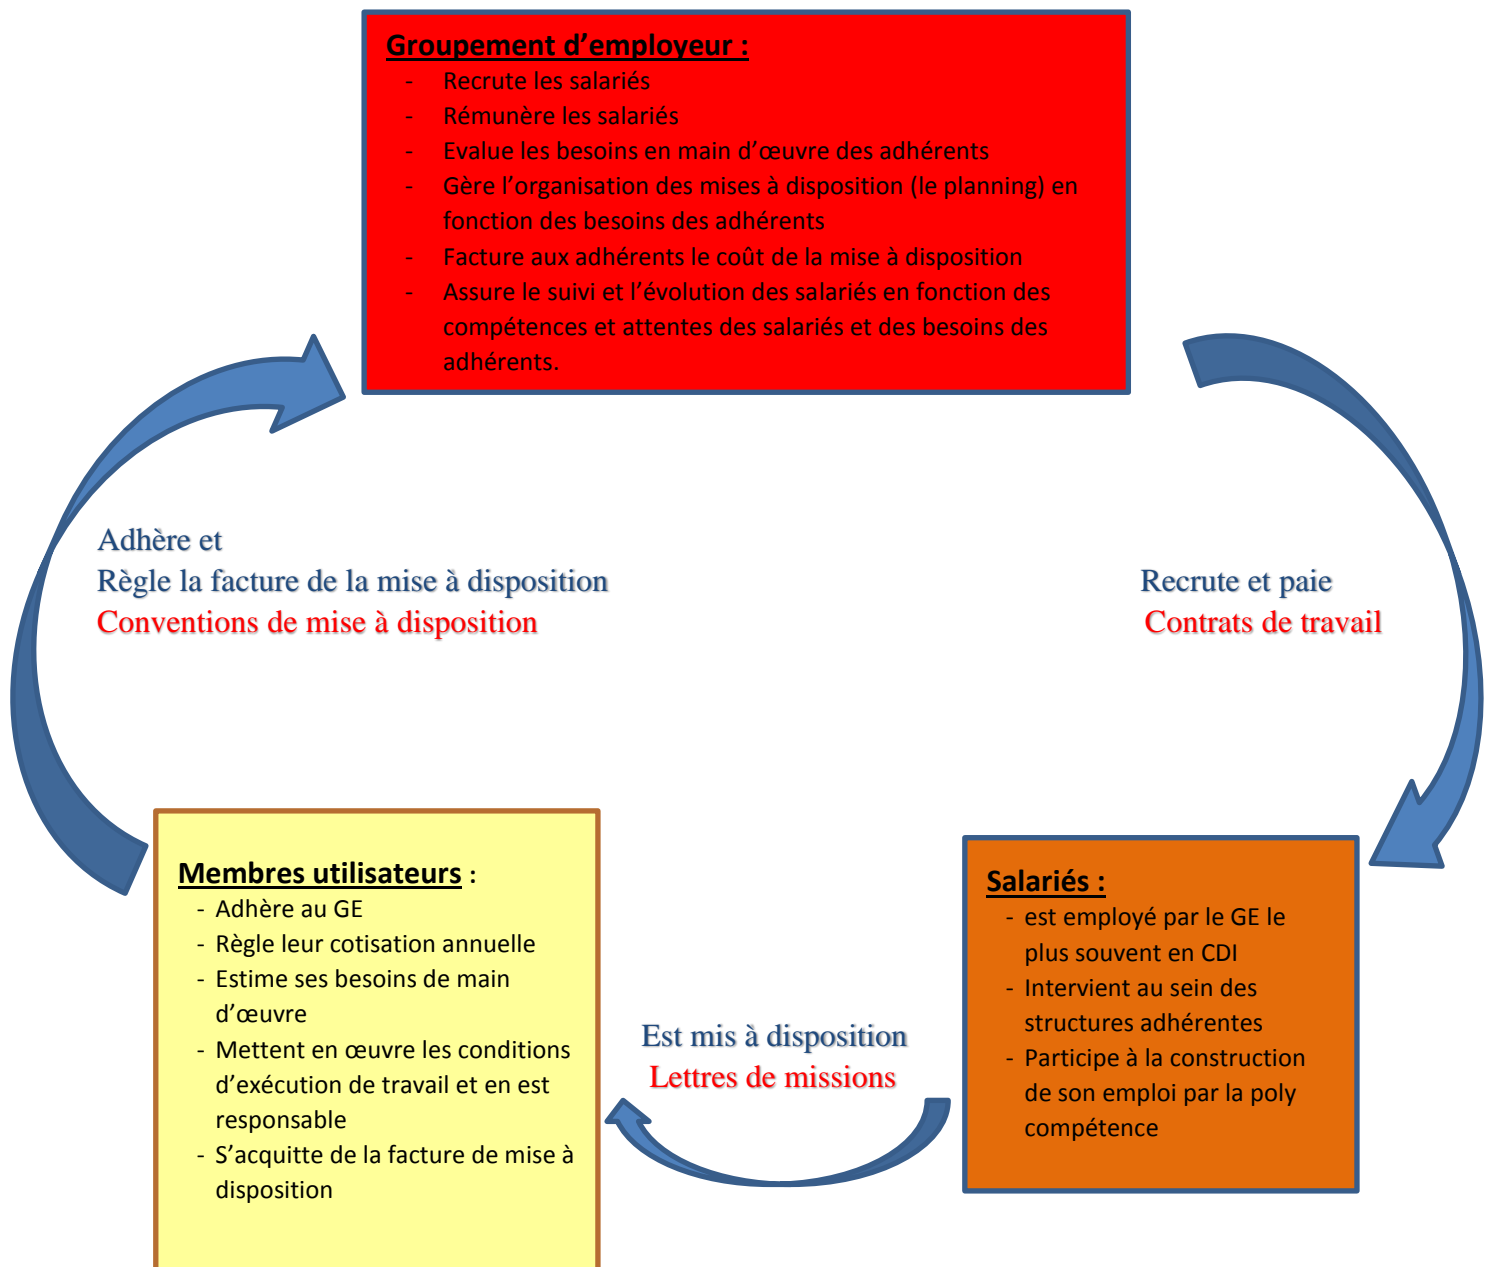 Groupement d’employeur :
- Recrute les salariés
- Rémunère les salariés
- Evalue les besoins en main d’œuvre des adhérents
- Gère l’organisation des mises à disposition (le planning) en
fonction des besoins des adhérents
- Facture aux adhérents le coût de la mise à disposition
- Assure le suivi et l’évolution des salariés en fonction des
compétences et attentes des salariés et des besoins des
adhérents.
Adhère et
Règle la facture de la mise à disposition
Conventions de mise à disposition
Recrute et paie
Contrats de travail
Membres utilisateurs :
- Adhère au GE
- Règle leur cotisation annuelle
- Estime ses besoins de main
d’œuvre
- Mettent en œuvre les conditions
d’exécution de travail et en est
responsable
- S’acquitte de la facture de mise à
disposition
Est mis à disposition
Lettres de missions
Salariés :
- est employé par le GE le
plus souvent en CDI
- Intervient au sein des
structures adhérentes
- Participe à la construction
de son emploi par la poly
compétence